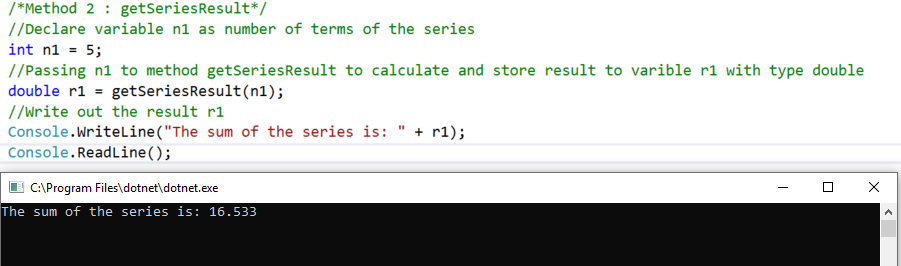 /*Method 2 : getSeriesResult*/
//Declare variable n1 as number of terms of the series
int n1 = 5;
//Passing n1 to method getSeriesResult to calculate and store result to varible r1 with type double
double r1 = getSeriesResult(n1);
//Write out the result r1
Console.WriteLine("The sum of the series is: " + r1);
Console.ReadLine();
C:\Program Files\dotnet\dotnet.exe
The sum of the series is: 16.533